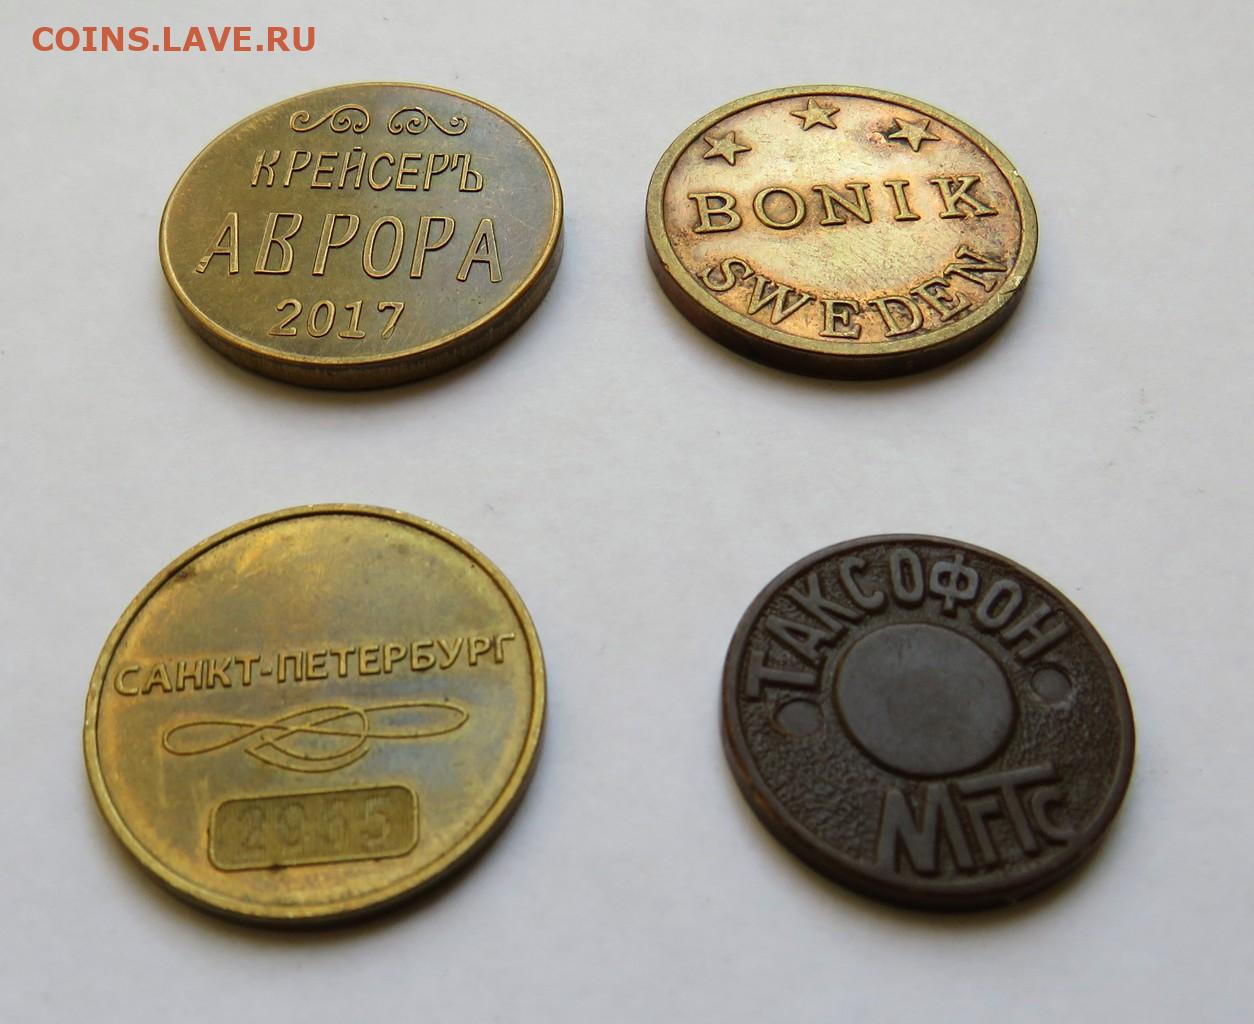 COINS.LAVE.RU
КРЕЙСЕРЪ
АВРОРА
2017
BONIK
SWEDEN
САНКТ-ПЕТЕРБУРГ
ТАКСОФОН
МГТС